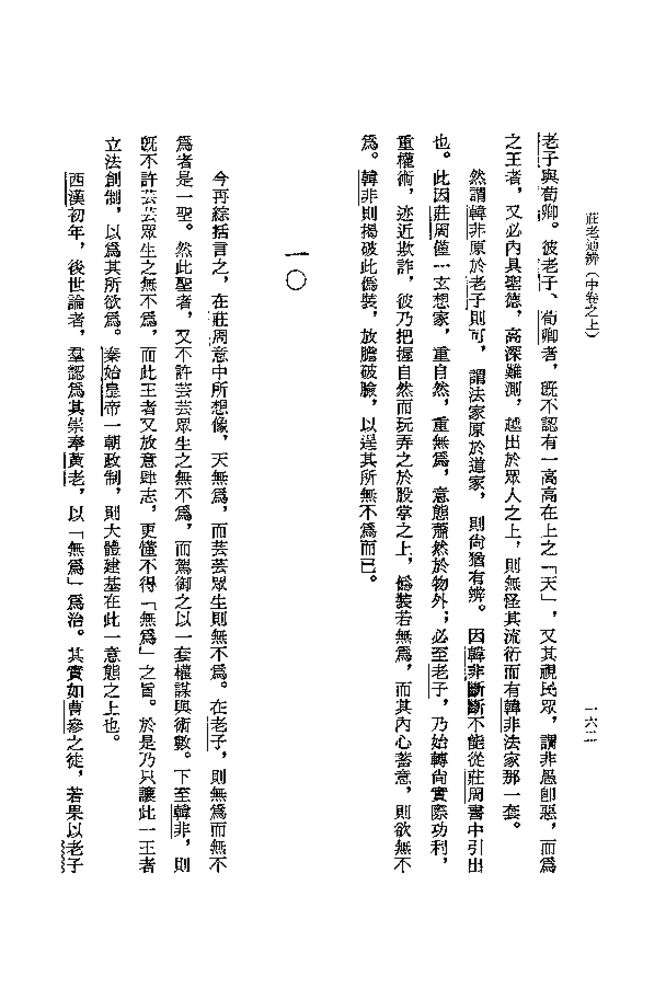 莊老通辨（中卷之上）
一六二
老子與荀卿。彼老子、荀卿者，既不認有一高高在上之「天」，又其視民眾，謂非愚卽惡，而爲
之王者，又必內具聖德，高深難測，越出於眾人之上，則無怪其流衍而有韓非法家那一套。
然謂韓非原於老子則可，謂法家原於道家，則尙猶有辨。因韓非斷斷不能從莊周書中引出
也。此因莊周僅一玄想家，重自然，重無爲，意態蕭然於物外；必至老子，乃始轉尙實際功利，
重權術，迹近欺詐，彼乃把握自然而玩弄之於股掌之上，僞裝若無爲，而其內心蓄意，則欲無不
爲。韓非則揭破此僞裝，放膽破臉，以逞其所無不爲而已。
一〇
今再綜括言之，在莊周意中所想像，天無爲，而芸芸眾生則無不爲。在老子，則無爲而無不
爲者是一聖。然此聖者，又不許芸芸眾生之無不爲，而駕御之以一套權謀與術數。下至韓非，則
既不許芸芸眾生之無不爲，而此王者又放意肆志，更懂不得「無爲」之旨。於是乃只讓此一王者
立法創制，以爲其所欲爲。秦始皇帝一朝政制，則大體建基在此一意態之上也。
西漢初年，後世論者，羣認爲其崇奉黃老，以「無爲」爲治。其實如曹參之徒，若果以老子